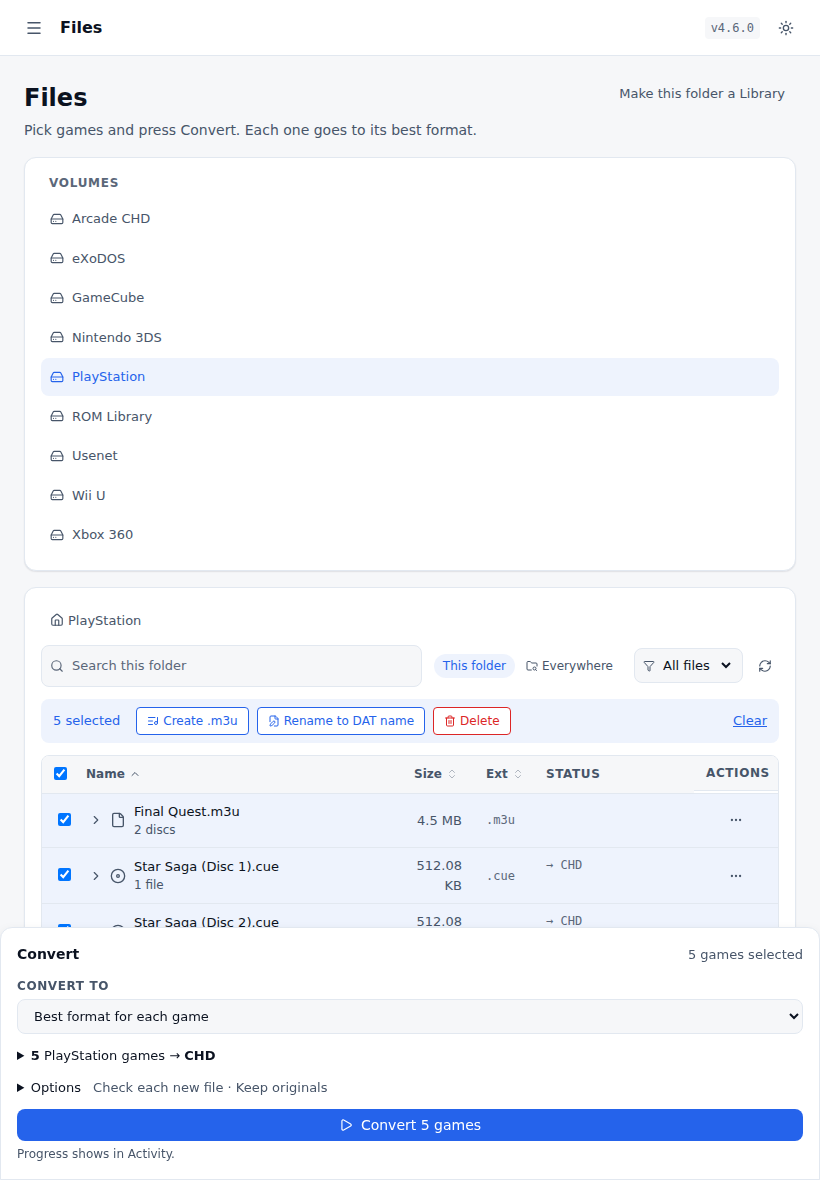 Files
v4.6.0
Files
Make this folder a Library
Pick games and press Convert. Each one goes to its best format.
VOLUMES
Arcade CHD
eXoDOS
GameCube
Nintendo 3DS
PlayStation
ROM Library
Usenet
Wii U
Xbox 360
PlayStation
Search this folder
This folder
Everywhere
All files
5 selected
Create .m3u
Rename to DAT name
Delete
Clear
Name
Size
Ext
STATUS
ACTIONS
Final Quest.m3u
2 discs
4.5 MB
.m3u
Star Saga (Disc 1).cue
1 file
512.08
KB
.cue
→ CHD
Star Saga (Disc 2).cue
512.08
→ CHD
Convert
5 games selected
CONVERT TO
Best format for each game
5 PlayStation games → CHD
Options Check each new file · Keep originals
Convert 5 games
Progress shows in Activity.